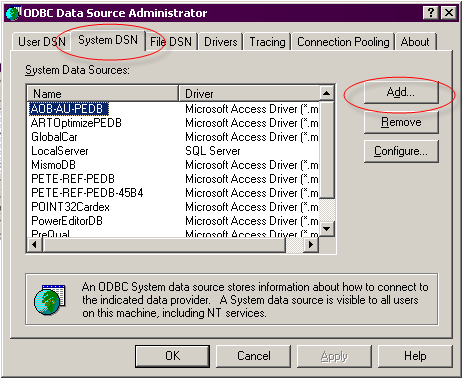 ODBC Data Source Administrator
User DSN System DSN File DSN Drivers Tracing Connection Pooling About
System Data Sources:
Name Driver
AOB-AU-PEDB Microsoft Access Driver (*.m
ARTOptimizePEDB Microsoft Access Driver (*.m
GlobalCar Microsoft Access Driver (*.m
LocalServer SQL Server
MismoDB Microsoft Access Driver (*.m
PETE-REF-PEDB Microsoft Access Driver (*.m
PETE-REF-PEDB-45B4 Microsoft Access Driver (*.m
POINT32Cardex Microsoft Access Driver (*.m
PowerEditorDB Microsoft Access Driver (*.m
PreQual Microsoft Access Driver (*.m
Add...
Remove
Configure...
An ODBC System data source stores information about how to connect to
the indicated data provider. A System data source is visible to all users
on this machine, including NT services.
OK Cancel Apply Help